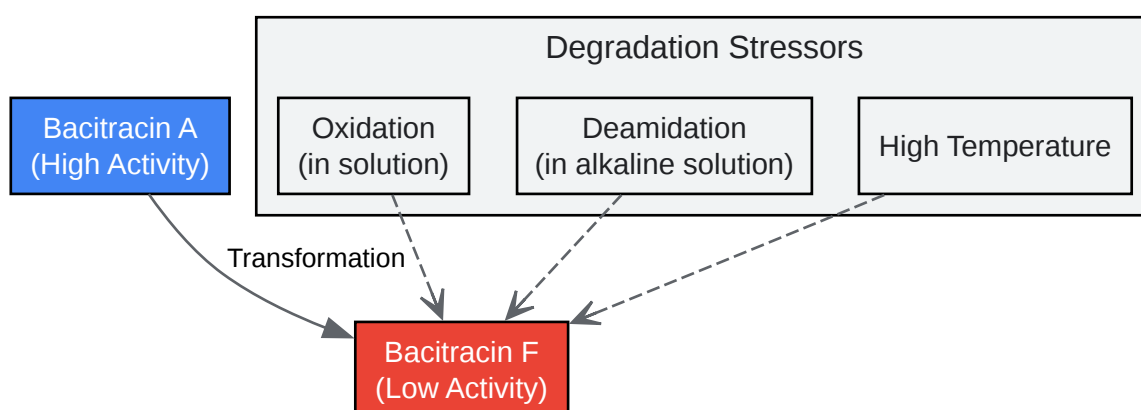 Degradation Stressors
Bacitracin A
(High Activity)
Oxidation
(in solution)
Deamidation
(in alkaline solution)
High Temperature
Transformation
Bacitracin F
(Low Activity)